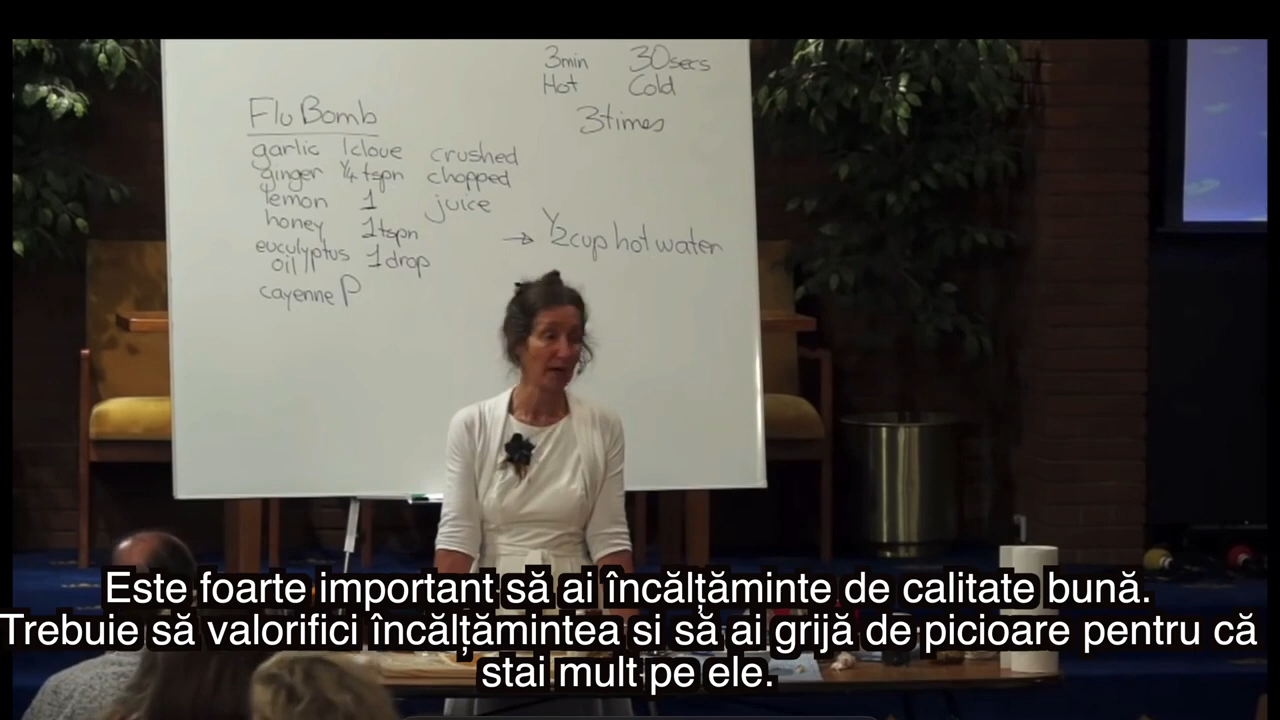 3min 30secs
Hot Cold
3times
Flu Bomb
garlic 1clove crushed
ginger 1/4 tspn chopped
lemon 1 juice
honey 1tspn
euculyptus 1drop
oil
cayenne P
→ 1/2cup hot water
Este foarte important să ai încălțăminte de calitate bună.
Trebuie să valorifici încălțămintea si să ai grijă de picioare pentru că
stai mult pe ele.